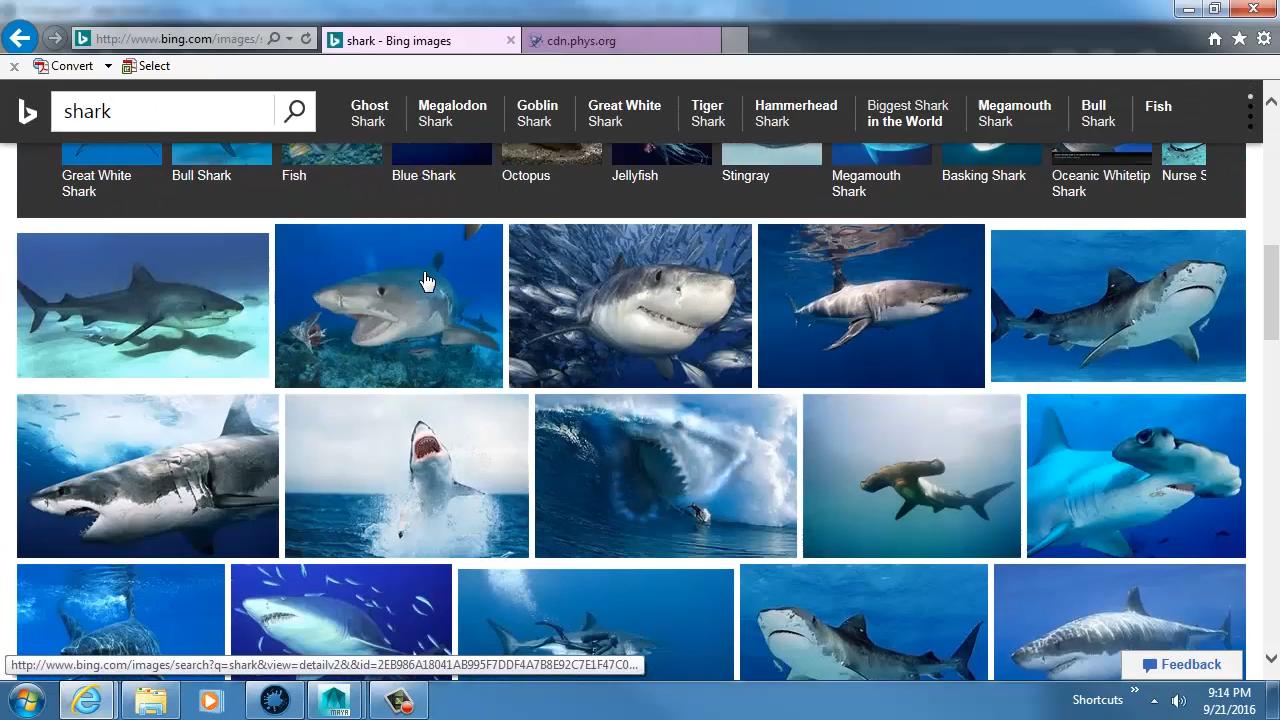 http://www.bing.com/images/s
shark - Bing images
cdn.phys.org
Convert
Select
shark
Ghost
Shark
Megalodon
Shark
Goblin
Shark
Great White
Shark
Tiger
Shark
Hammerhead
Shark
Biggest Shark
in the World
Megamouth
Shark
Bull
Shark
Fish
Great White
Shark
Bull Shark
Fish
Blue Shark
Octopus
Jellyfish
Stingray
Megamouth
Shark
Basking Shark
Oceanic Whitetip
Shark
Nurse S
http://www.bing.com/images/search?q=shark&view=detailv2&&id=2EB986A18041AB995F7DDF4A7B8E92C7E1F47C0...
Feedback
MAYA
Shortcuts
9:14 PM
9/21/2016